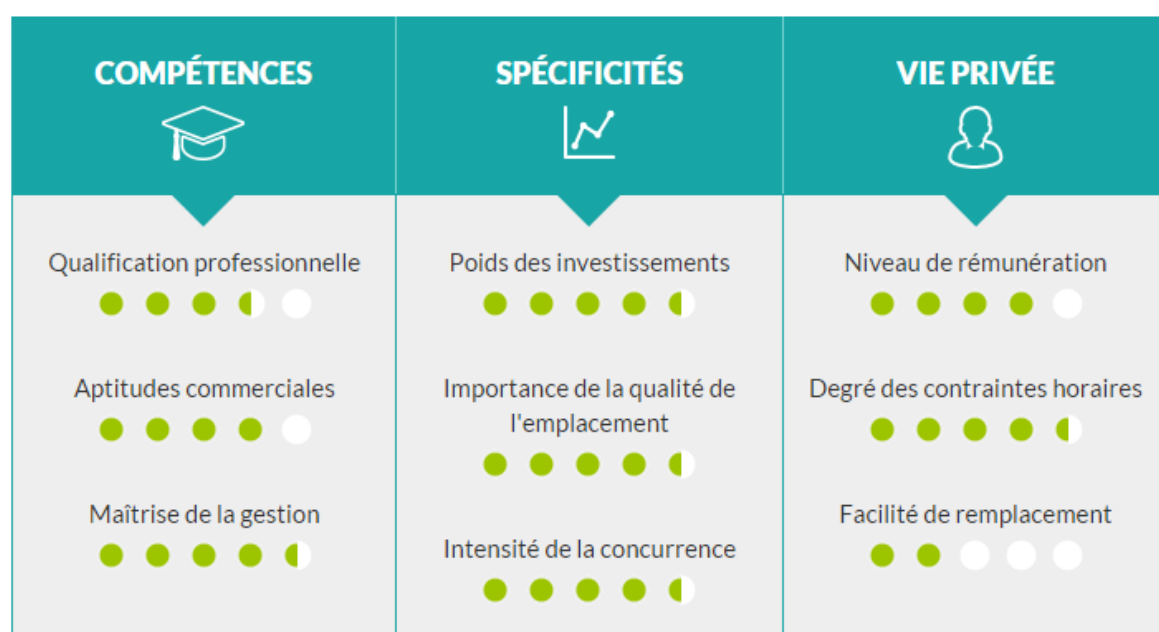 COMPÉTENCES
Qualification professionnelle
Aptitudes commerciales
Maîtrise de la gestion
SPÉCIFICITÉS
Poids des investissements
Importance de la qualité de
l'emplacement
Intensité de la concurrence
VIE PRIVÉE
Niveau de rémunération
Degré des contraintes horaires
Facilité de remplacement